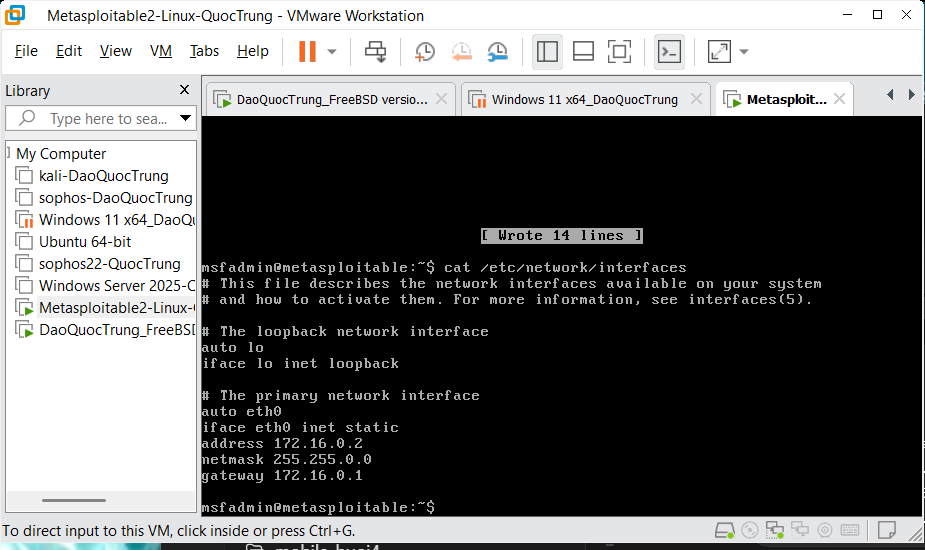 Metasploitable2-Linux-QuocTrung - VMware Workstation
File Edit View VM Tabs Help
Library
Type here to sea...
DaoQuocTrung_FreeBSD versio...
Windows 11 x64_DaoQuocTrung
Metasploit...
My Computer
kali-DaoQuocTrung
sophos-DaoQuocTrung
Windows 11 x64_DaoQu
Ubuntu 64-bit
sophos22-QuocTrung
Windows Server 2025-
Metasploitable2-Linux-
DaoQuocTrung_FreeBSD
[ Wrote 14 lines ]
msfadmin@metasploitable:~$ cat /etc/network/interfaces
# This file describes the network interfaces available on your system
# and how to activate them. For more information, see interfaces(5).
# The loopback network interface
auto lo
iface lo inet loopback
# The primary network interface
auto eth0
iface eth0 inet static
address 172.16.0.2
netmask 255.255.0.0
gateway 172.16.0.1
msfadmin@metasploitable:~$
To direct input to this VM, click inside or press Ctrl+G.